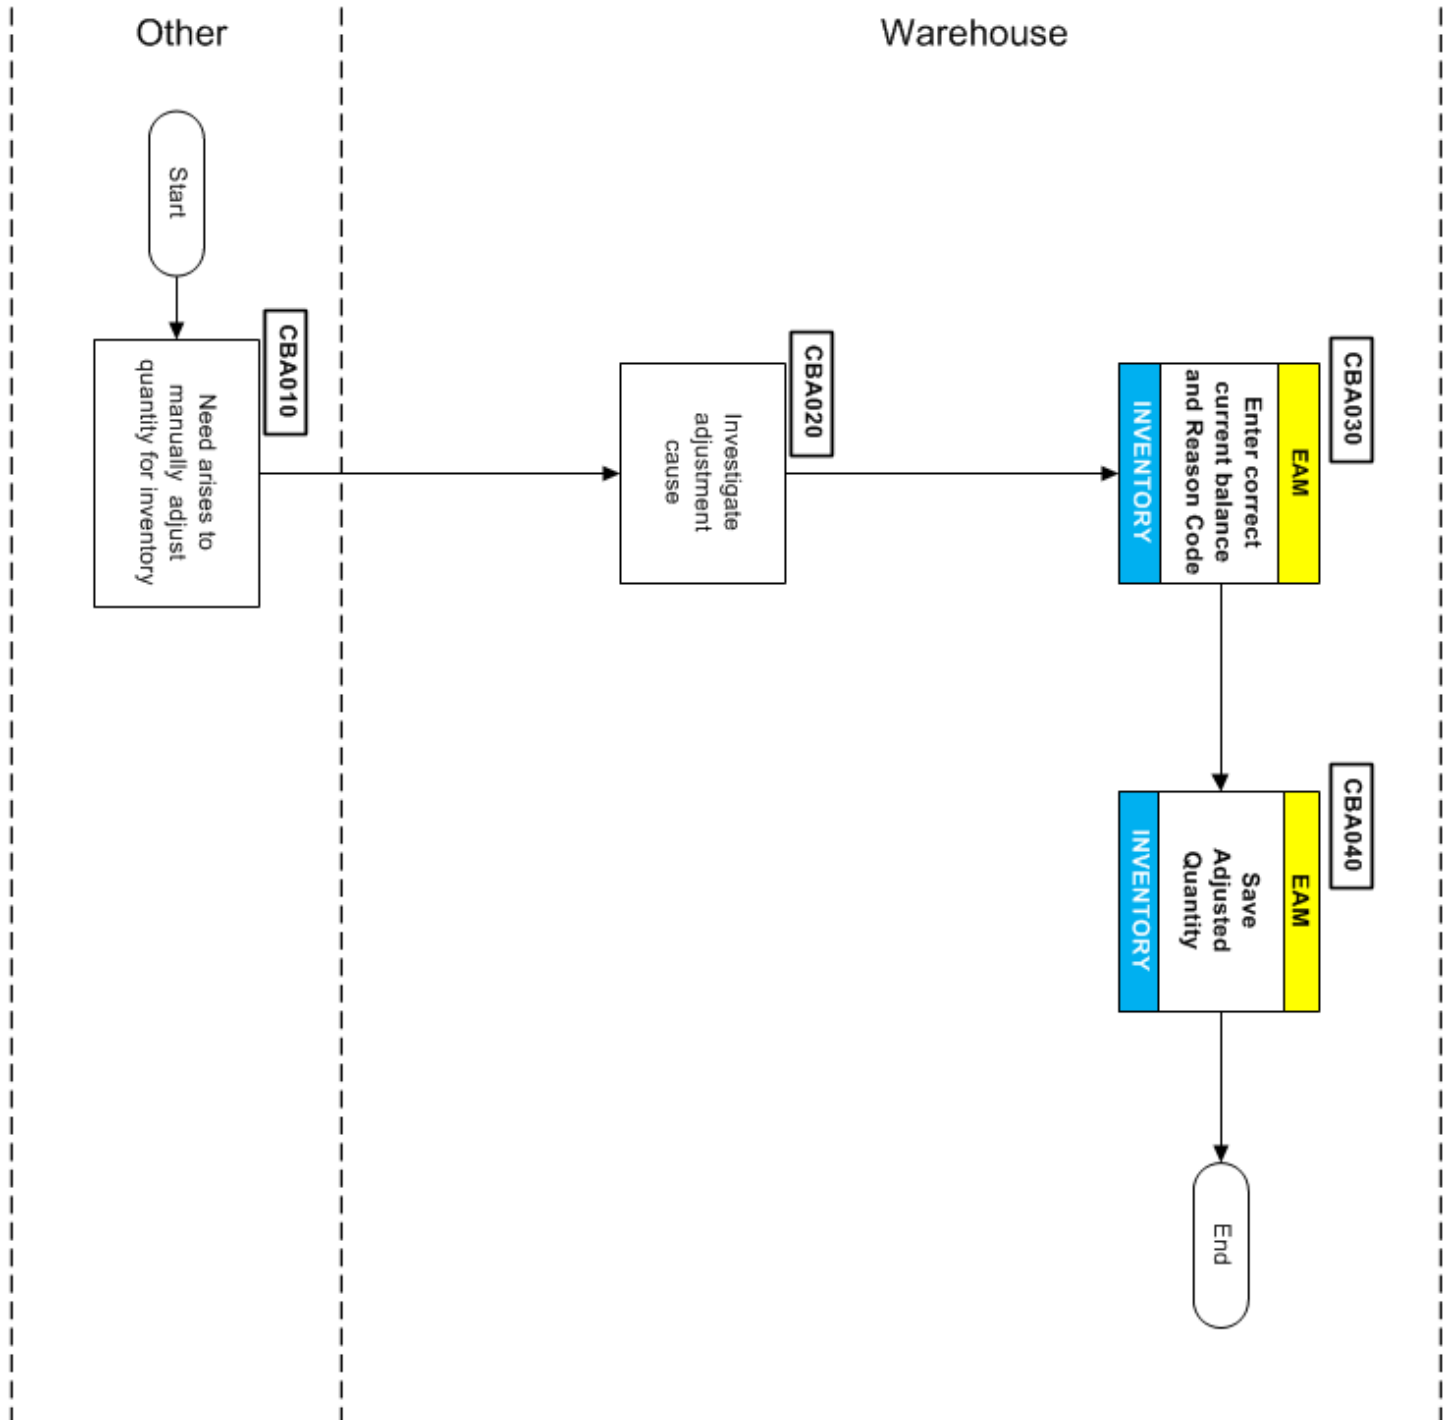 Other
Warehouse
Start
CBA010
Need arises to
manually adjust
quantity for inventory
CBA020
Investigate
adjustment
cause
CBA030
EAM
Enter correct
current balance
and Reason Code
INVENTORY
CBA040
EAM
Save
Adjusted
Quantity
INVENTORY
End